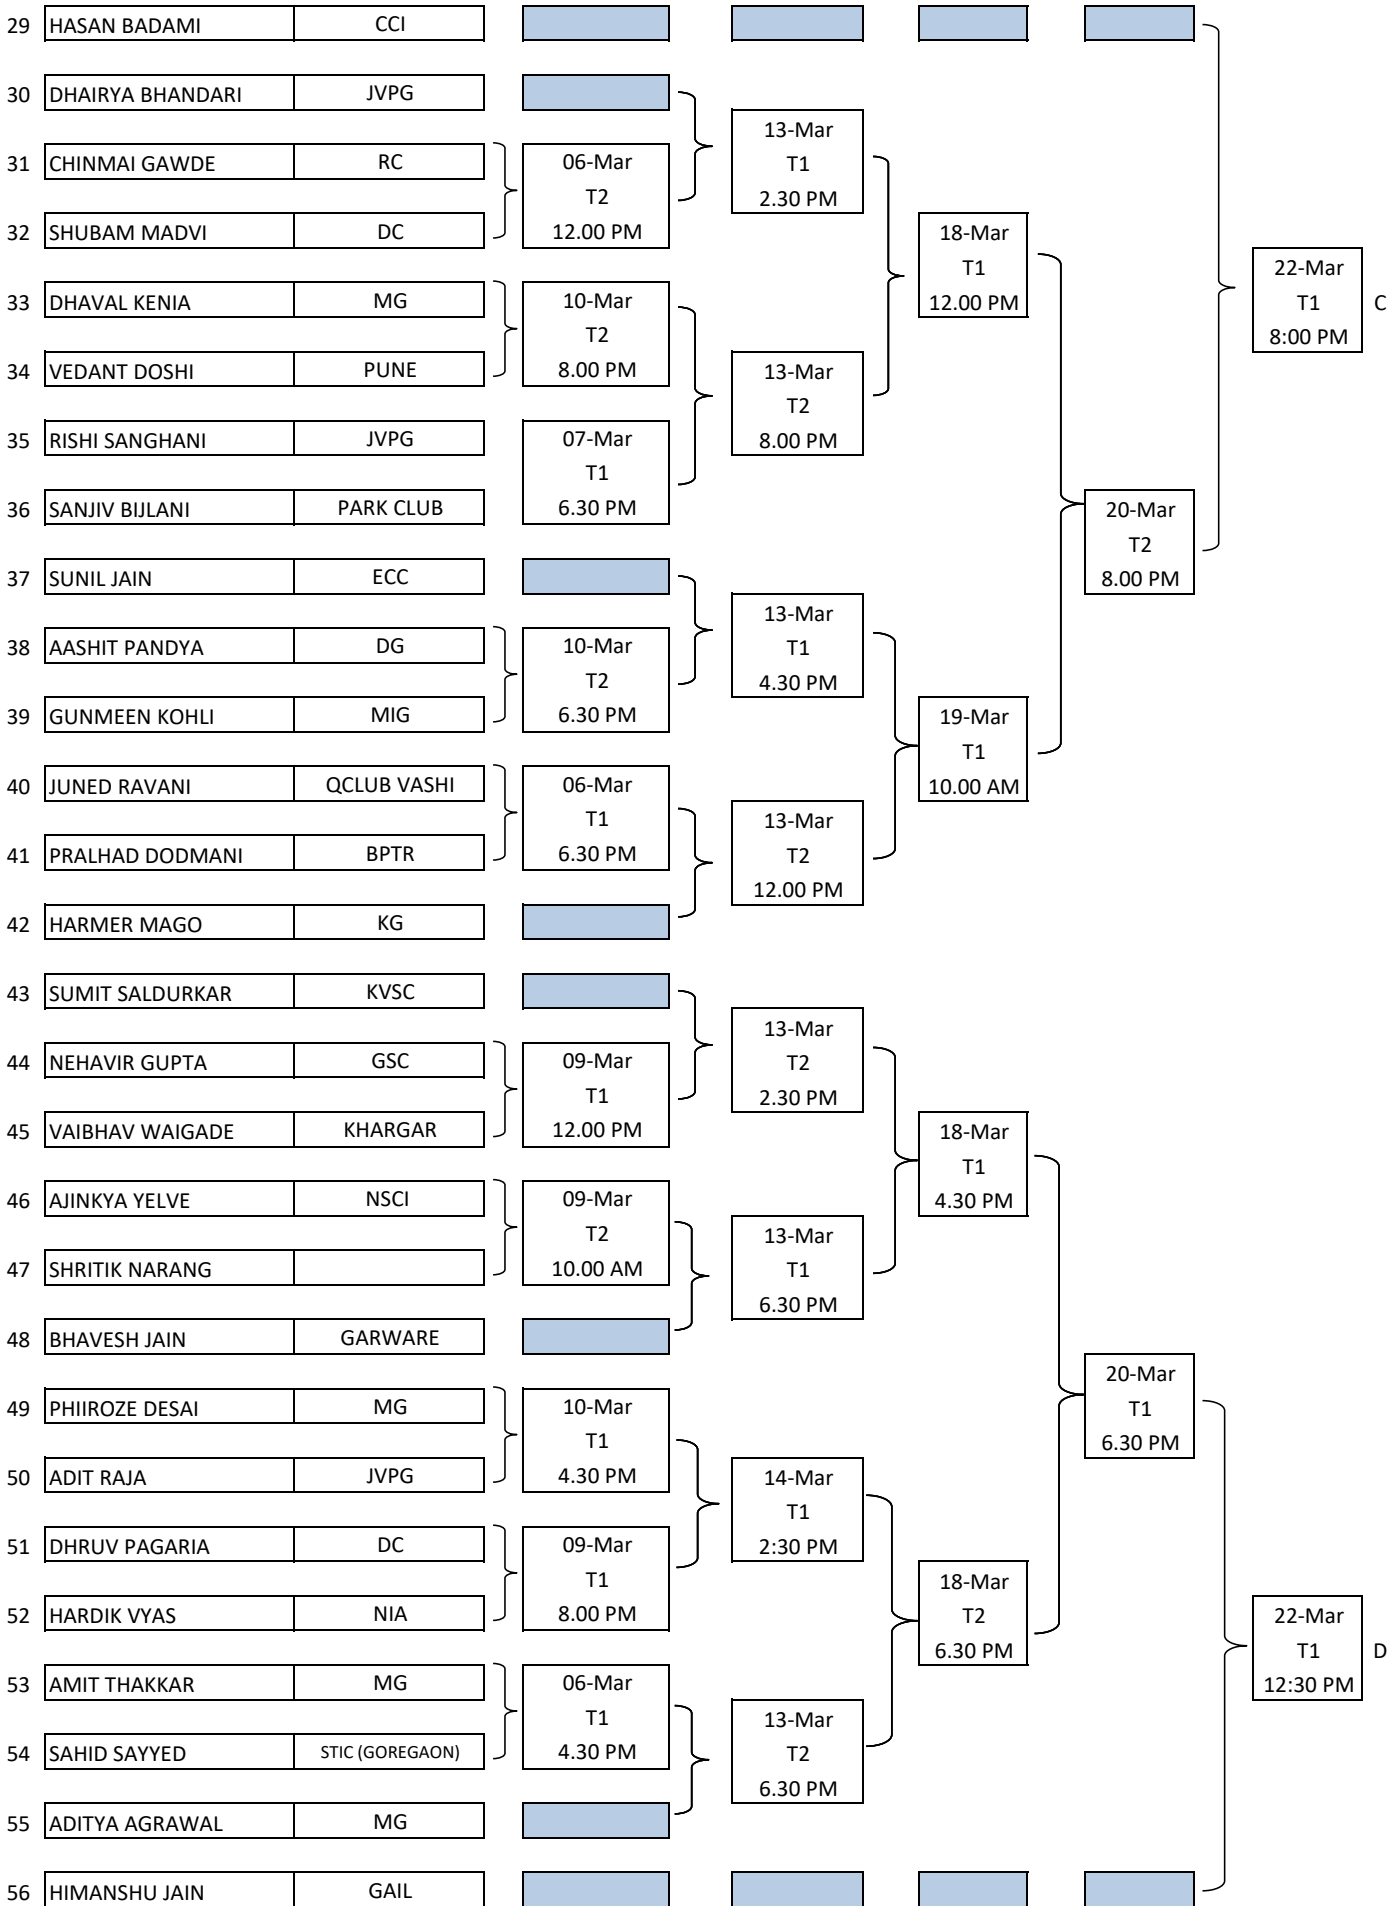 29 HASAN BADAMI CCI
30 DHAIRYA BHANDARI JVPG
13-Mar
31 CHINMAI GAWDE RC 06-Mar T1
T2 2.30 PM
32 SHUBAM MADVI DC 12.00 PM 18-Mar
T1 22-Mar
33 DHAVAL KENIA MG 10-Mar 12.00 PM T1 C
T2 8:00 PM
34 VEDANT DOSHI PUNE 8.00 PM 13-Mar
T2
35 RISHI SANGHANI JVPG 07-Mar 8.00 PM
T1
36 SANJIV BIJLANI PARK CLUB 6.30 PM 20-Mar
T2
37 SUNIL JAIN ECC 8.00 PM
13-Mar
38 AASHIT PANDYA DG 10-Mar T1
T2 4.30 PM
39 GUNMEEN KOHLI MIG 6.30 PM 19-Mar
T1
40 JUNED RAVANI QCLUB VASHI 06-Mar 10.00 AM
T1 13-Mar
41 PRALHAD DODMANI BPTR 6.30 PM T2
12.00 PM
42 HARMER MAGO KG
43 SUMIT SALDURKAR KVSC
13-Mar
44 NEHAVIR GUPTA GSC 09-Mar T2
T1 2.30 PM
45 VAIBHAV WAIGADE KHARGAR 12.00 PM 18-Mar
T1
46 AJINKYA YELVE NSCI 09-Mar 4.30 PM
T2 13-Mar
47 SHRITIK NARANG 10.00 AM T1
6.30 PM
48 BHAVESH JAIN GARWARE
20-Mar
49 PHIIROZE DESAI MG 10-Mar T1
T1 6.30 PM
50 ADIT RAJA JVPG 4.30 PM 14-Mar
T1
51 DHRUV PAGARIA DC 09-Mar 2:30 PM
T1 18-Mar
52 HARDIK VYAS NIA 8.00 PM T2 22-Mar
6.30 PM T1 D
53 AMIT THAKKAR MG 06-Mar 12:30 PM
T1 13-Mar
54 SAHID SAYYED STIC (GOREGAON) 4.30 PM T2
6.30 PM
55 ADITYA AGRAWAL MG
56 HIMANSHU JAIN GAIL